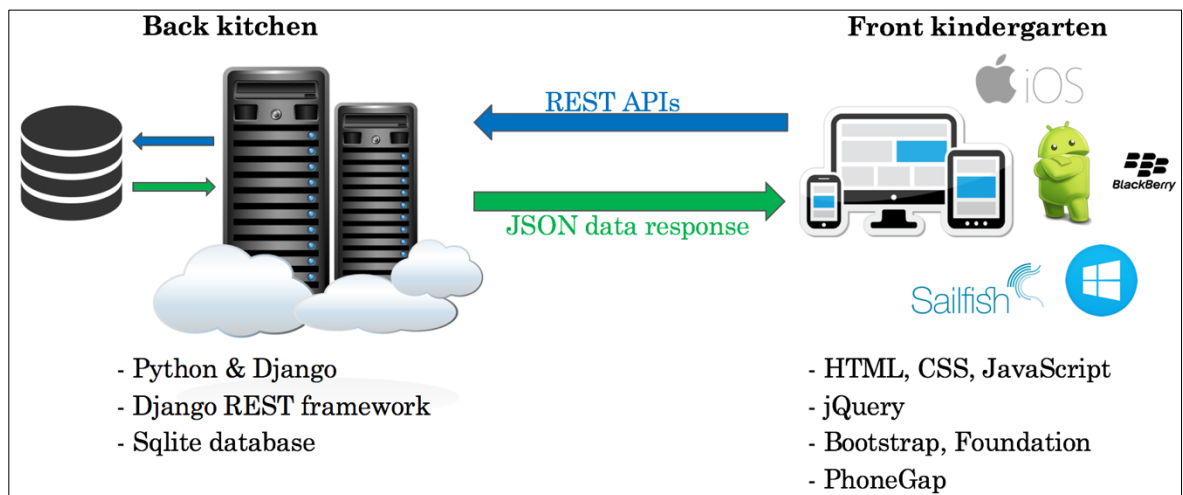 Back kitchen
Front kindergarten
iOS
REST APIs
BlackBerry
JSON data response
Sailfish
- Python & Django
- Django REST framework
- Sqlite database
- HTML, CSS, JavaScript
- jQuery
- Bootstrap, Foundation
- PhoneGap